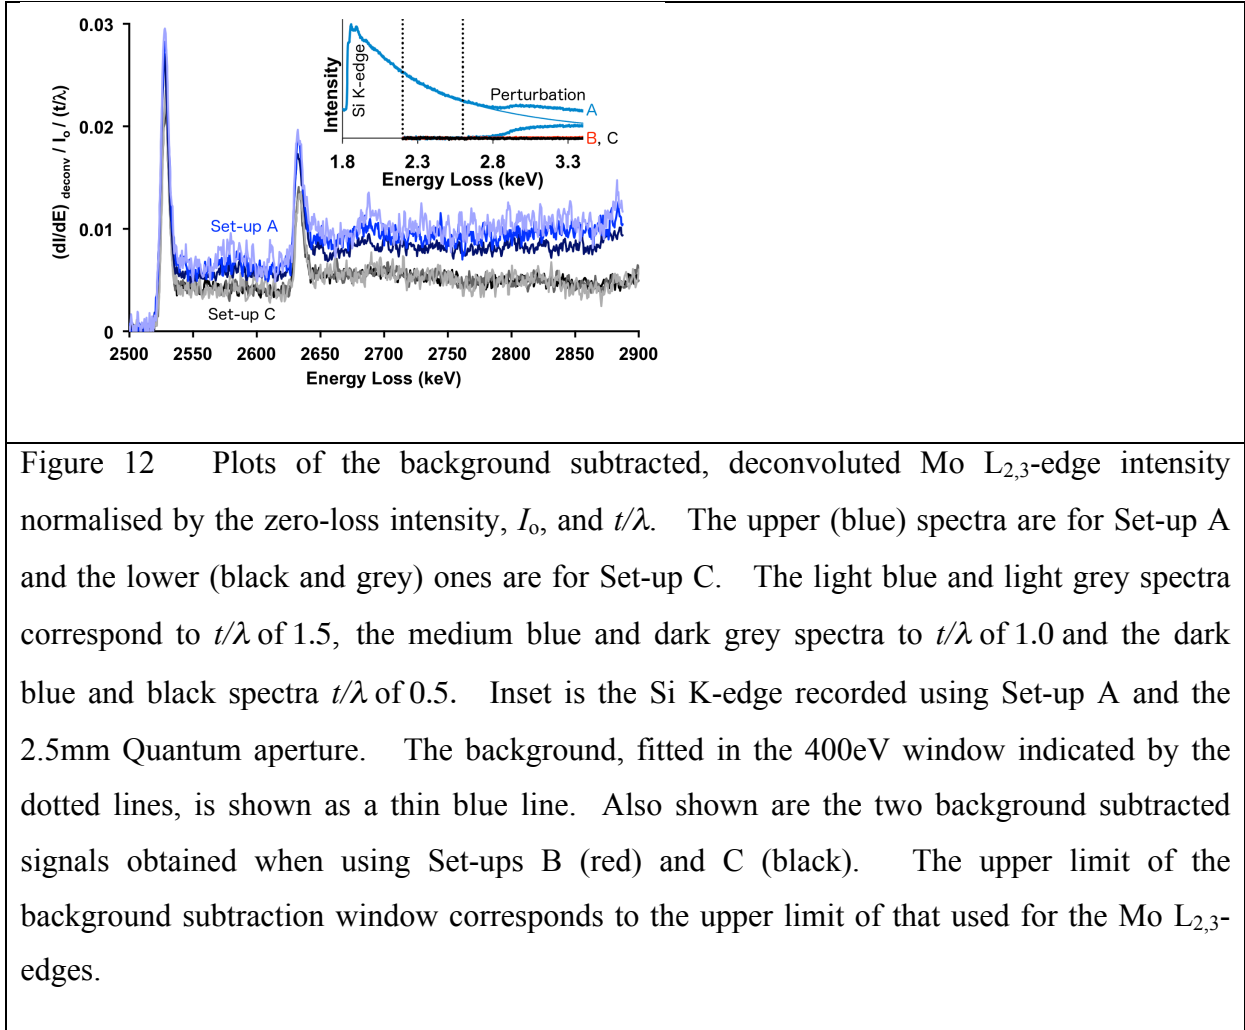 0.03
0.02
0.01
0
(dI/dE) deconv / Io / (t/λ)
Set-up A
Set-up C
2500 2550 2600 2650 2700 2750 2800 2850 2900
Energy Loss (keV)
Intensity
Si K-edge
Perturbation
A
B, C
1.8 2.3 2.8 3.3
Energy Loss (keV)
Figure 12 Plots of the background subtracted, deconvoluted Mo L2,3-edge intensity
normalised by the zero-loss intensity, Io, and t/λ. The upper (blue) spectra are for Set-up A
and the lower (black and grey) ones are for Set-up C. The light blue and light grey spectra
correspond to t/λ of 1.5, the medium blue and dark grey spectra to t/λ of 1.0 and the dark
blue and black spectra t/λ of 0.5. Inset is the Si K-edge recorded using Set-up A and the
2.5mm Quantum aperture. The background, fitted in the 400eV window indicated by the
dotted lines, is shown as a thin blue line. Also shown are the two background subtracted
signals obtained when using Set-ups B (red) and C (black). The upper limit of the
background subtraction window corresponds to the upper limit of that used for the Mo L2,3-
edges.